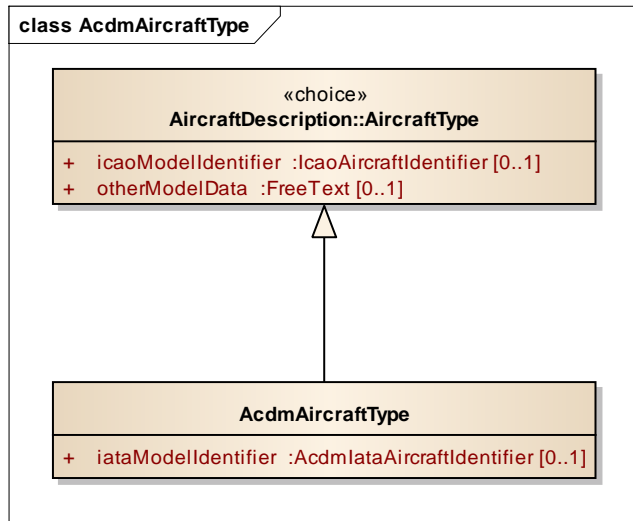 class AcdmAircraftType
«choice»
AircraftDescription::AircraftType
+ icaoModelIdentifier :IcaoAircraftIdentifier [0..1]
+ otherModelData :FreeText [0..1]
AcdmAircraftType
+ iataModelIdentifier :AcdmIataAircraftIdentifier [0..1]